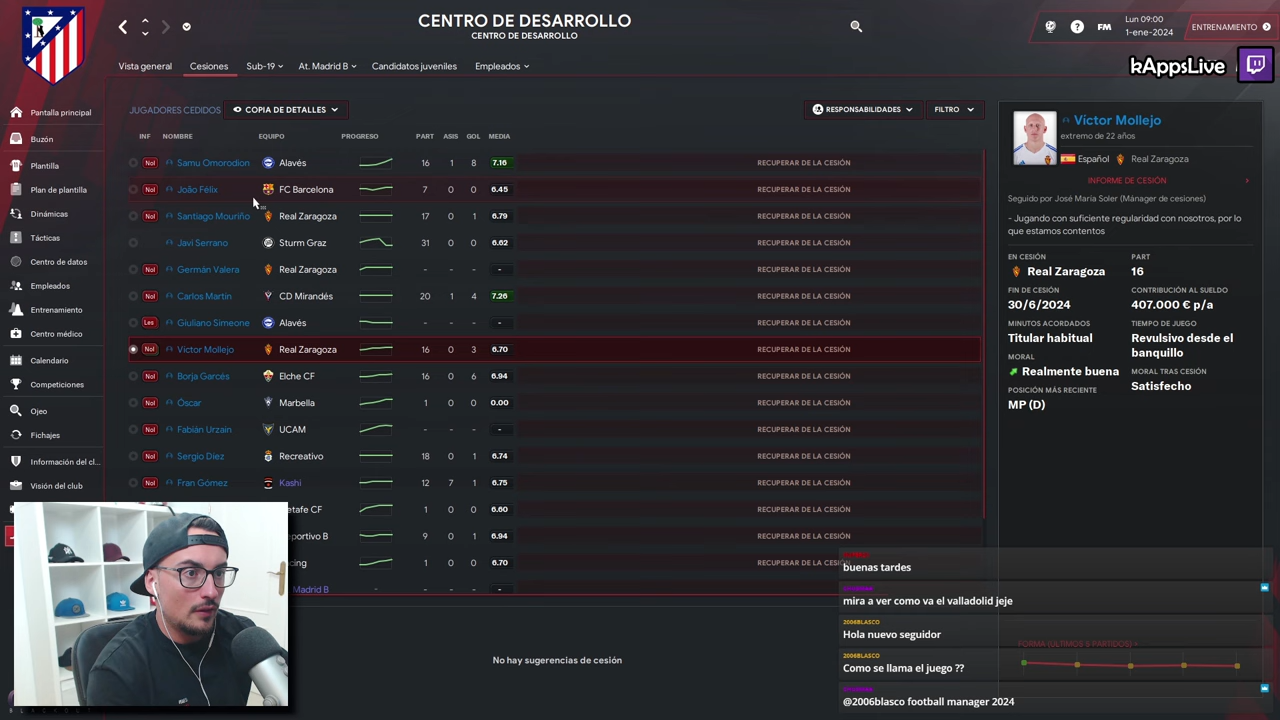 CENTRO DE DESARROLLO
CENTRO DE DESARROLLO
?
FM
Lun 09:00
1-ene-2024
ENTRENAMIENTO
Vista general
Cesiones
Sub-19
At. Madrid B
Candidatos juveniles
Empleados
kAppsLive
Pantalla principal
Buzón
Plantilla
Plan de plantilla
Dinámicas
Tácticas
Centro de datos
Empleados
Entrenamiento
Centro médico
Calendario
Competiciones
Ojeo
Fichajes
Información del cl...
Visión del club
JUGADORES CEDIDOS
COPIA DE DETALLES
RESPONSABILIDADES
FILTRO
INF NOMBRE EQUIPO PROGRESO PART ASIS GOL MEDIA
Nol Samu Omorodion Alavés 16 1 8 7.16 RECUPERAR DE LA CESIÓN
Nol João Félix FC Barcelona 7 0 0 6.45 RECUPERAR DE LA CESIÓN
Nol Santiago Mouriño Real Zaragoza 17 0 1 6.79 RECUPERAR DE LA CESIÓN
Javi Serrano Sturm Graz 31 0 0 6.62 RECUPERAR DE LA CESIÓN
Nol Germán Valera Real Zaragoza - - - - RECUPERAR DE LA CESIÓN
Nol Carlos Martín CD Mirandés 20 1 4 7.26 RECUPERAR DE LA CESIÓN
Les Giuliano Simeone Alavés - - - - RECUPERAR DE LA CESIÓN
Nol Víctor Mollejo Real Zaragoza 16 0 3 6.70 RECUPERAR DE LA CESIÓN
Nol Borja Garcés Elche CF 16 0 6 6.94 RECUPERAR DE LA CESIÓN
Nol Óscar Marbella 1 0 0 0.00 RECUPERAR DE LA CESIÓN
Nol Fabián Urzain UCAM - - - - RECUPERAR DE LA CESIÓN
Nol Sergio Díez Recreativo 18 0 1 6.74 RECUPERAR DE LA CESIÓN
Nol Fran Gómez Kashi 12 7 1 6.75 RECUPERAR DE LA CESIÓN
etafe CF 1 0 0 6.60 RECUPERAR DE LA CESIÓN
eportivo B 9 0 1 6.94 RECUPERAR DE LA CESIÓN
cing 1 0 0 6.70 RECUPERAR DE LA CESIÓN
Madrid B - - -
No hay sugerencias de cesión
Víctor Mollejo
extremo de 22 años
Español
Real Zaragoza
INFORME DE CESIÓN
Seguido por José María Soler (Mánager de cesiones)
- Jugando con suficiente regularidad con nosotros, por lo
que estamos contentos
EN CESIÓN
Real Zaragoza
PART
16
FIN DE CESIÓN
30/6/2024
CONTRIBUCIÓN AL SUELDO
407.000 € p/a
MINUTOS ACORDADOS
Titular habitual
TIEMPO DE JUEGO
Revulsivo desde el
banquillo
MORAL
Realmente buena
MORAL TRAS CESIÓN
Satisfecho
POSICIÓN MÁS RECIENTE
MP (D)
FORMA (ÚLTIMOS 5 PARTIDOS)
buenas tardes
mira a ver como va el valladolid jeje
2006BLASCO
Hola nuevo seguidor
2006BLASCO
Como se llama el juego ??
@2006blasco football manager 2024